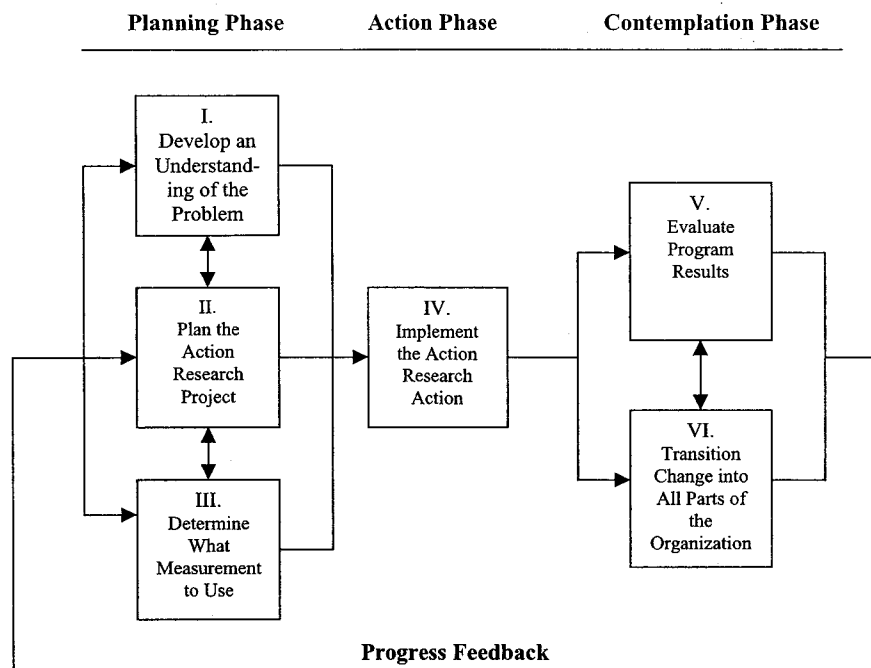 Planning Phase
Action Phase
Contemplation Phase
I.
Develop an
Understand-
ing of the
Problem
II.
Plan the
Action
Research
Project
III.
Determine
What
Measurement
to Use
IV.
Implement
the Action
Research
Action
V.
Evaluate
Program
Results
VI.
Transition
Change into
All Parts of
the
Organization
Progress Feedback